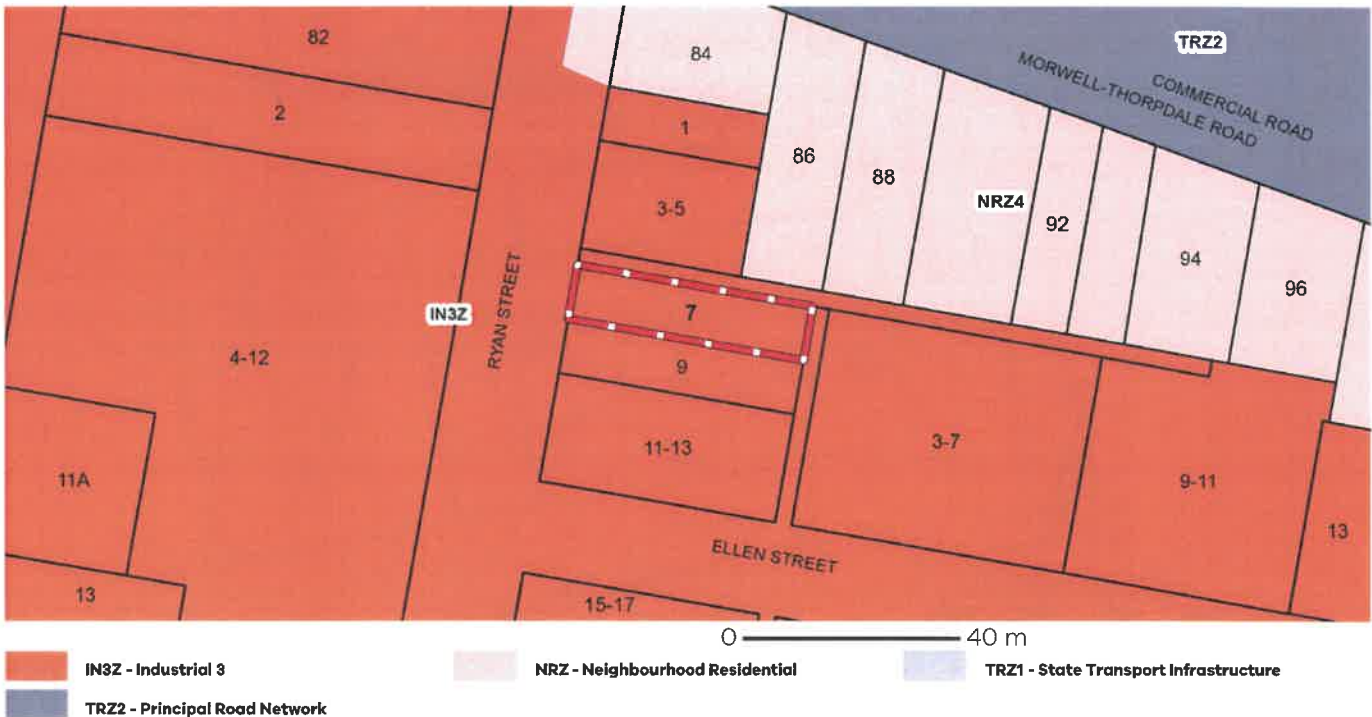 82
84
TRZ2
2
1
COMMERCIAL ROAD
MORWELL-THORPDALE ROAD
86
88
3-5
NRZ4
92
94
96
RYAN STREET
IN3Z
7
4-12
9
11-13
3-7
9-11
11A
13
ELLEN STREET
13
15-17
0 40 m
IN3Z - Industrial 3
NRZ - Neighbourhood Residential
TRZ1 - State Transport Infrastructure
TRZ2 - Principal Road Network